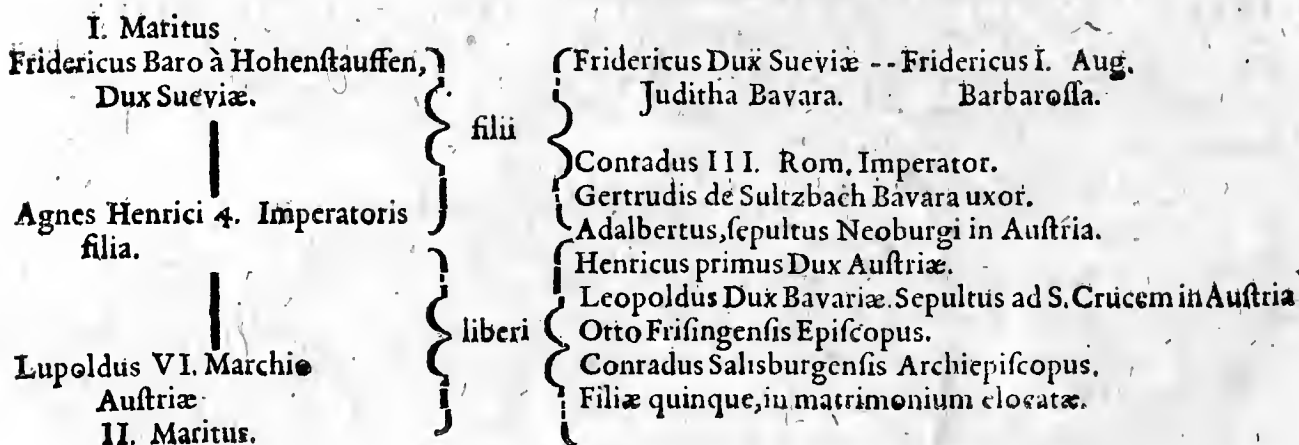 I. Maritus
Fridericus Baro à Hohenſtauffen,
Dux Sueviæ.
Agnes Henrici 4. Imperatoris
filia.
Lupoldus VI. Marchio
Auſtriæ
II. Maritus.
filii
Fridericus Dux Sueviæ -- Fridericus I. Aug.
Juditha Bavara. Barbaroſſa.
Conradus III. Rom. Imperator.
Gertrudis de Sultzbach Bavara uxor.
Adalbertus, ſepultus Neoburgi in Auſtria.
liberi
Henricus primus Dux Auſtriæ.
Leopoldus Dux Bavariæ. Sepultus ad S. Crucem in Auſtria
Otto Friſingenſis Epiſcopus.
Conradus Salisburgenſis Archiepiſcopus.
Filiæ quinque, in matrimonium elocatæ.